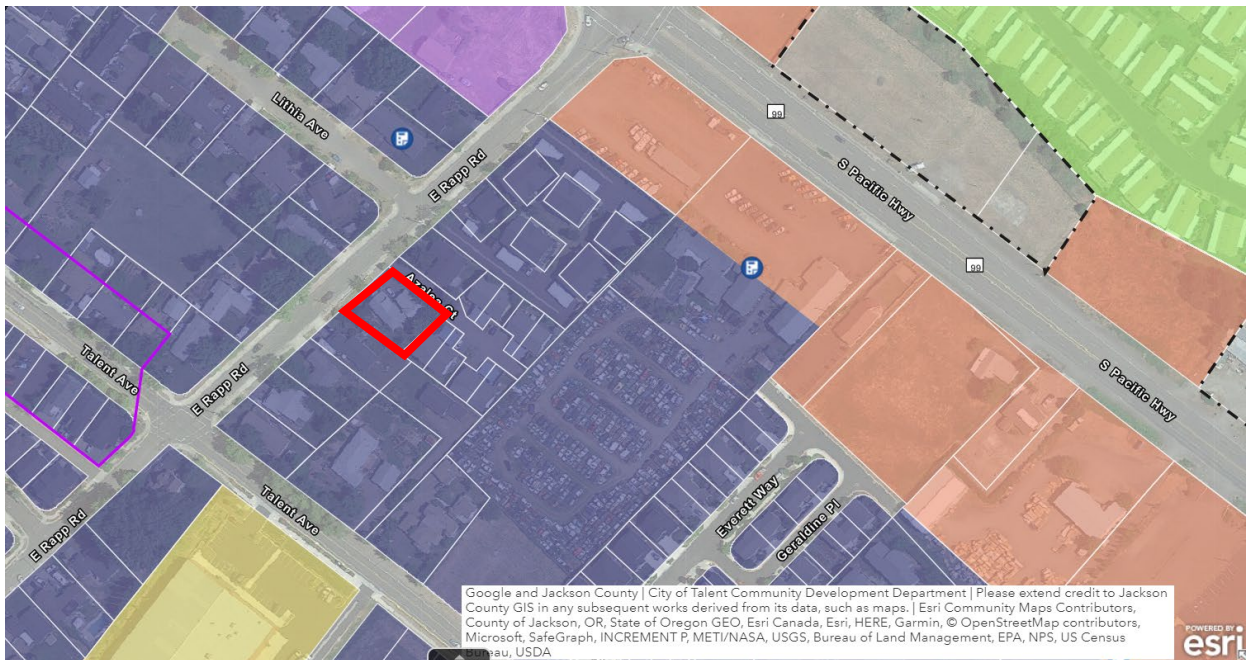 5
Lithia Ave
99
E Rapp Rd
S Pacific Hwy
99
Azalea Ct
Talent Ave
E Rapp Rd
S Pacific Hwy
Everett Way
Talent Ave
Geraldine Pl
E Rapp Rd
Google and Jackson County | City of Talent Community Development Department | Please extend credit to Jackson
County GIS in any subsequent works derived from its data, such as maps. | Esri Community Maps Contributors,
County of Jackson, OR, State of Oregon GEO, Esri Canada, Esri, HERE, Garmin, © OpenStreetMap contributors,
Microsoft, SafeGraph, INCREMENT P, METI/NASA, USGS, Bureau of Land Management, EPA, NPS, US Census
Bureau, USDA
POWERED BY
esri